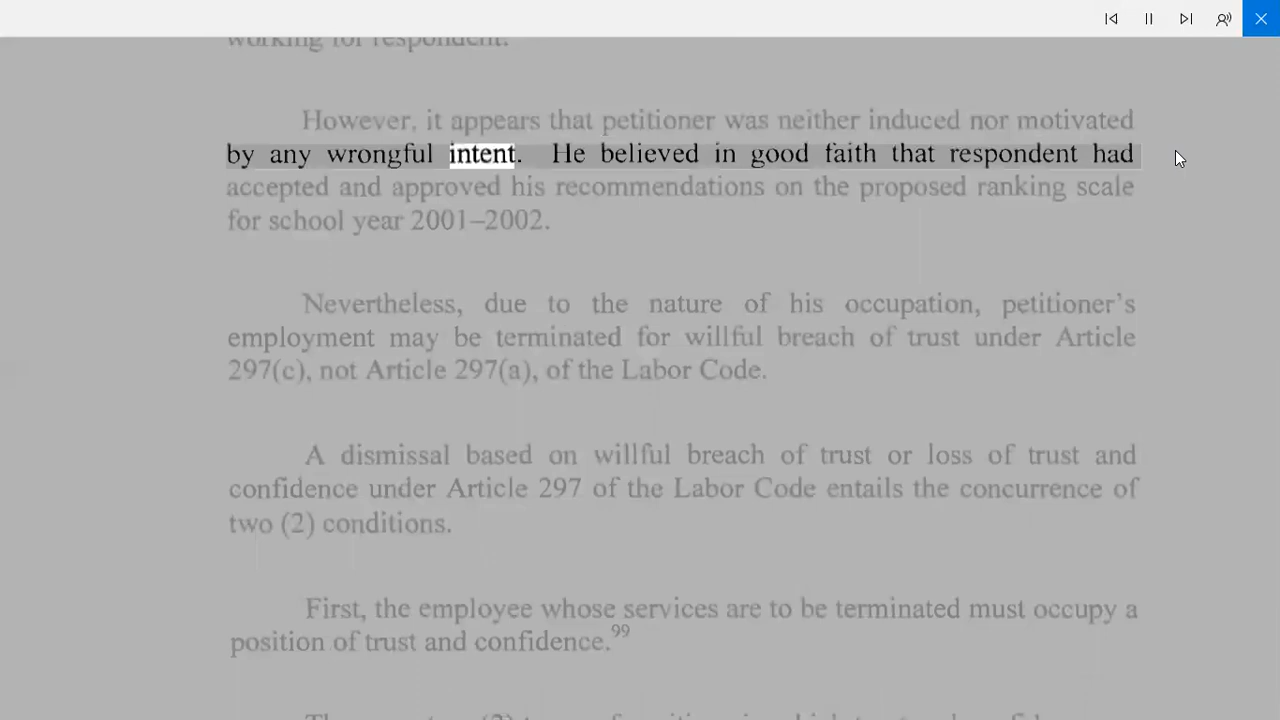 working for respondent.
However, it appears that petitioner was neither induced nor motivated
by any wrongful intent. He believed in good faith that respondent had
accepted and approved his recommendations on the proposed ranking scale
for school year 2001–2002.
Nevertheless, due to the nature of his occupation, petitioner's
employment may be terminated for willful breach of trust under Article
297(c), not Article 297(a), of the Labor Code.
A dismissal based on willful breach of trust or loss of trust and
confidence under Article 297 of the Labor Code entails the concurrence of
two (2) conditions.
First, the employee whose services are to be terminated must occupy a
position of trust and confidence.99